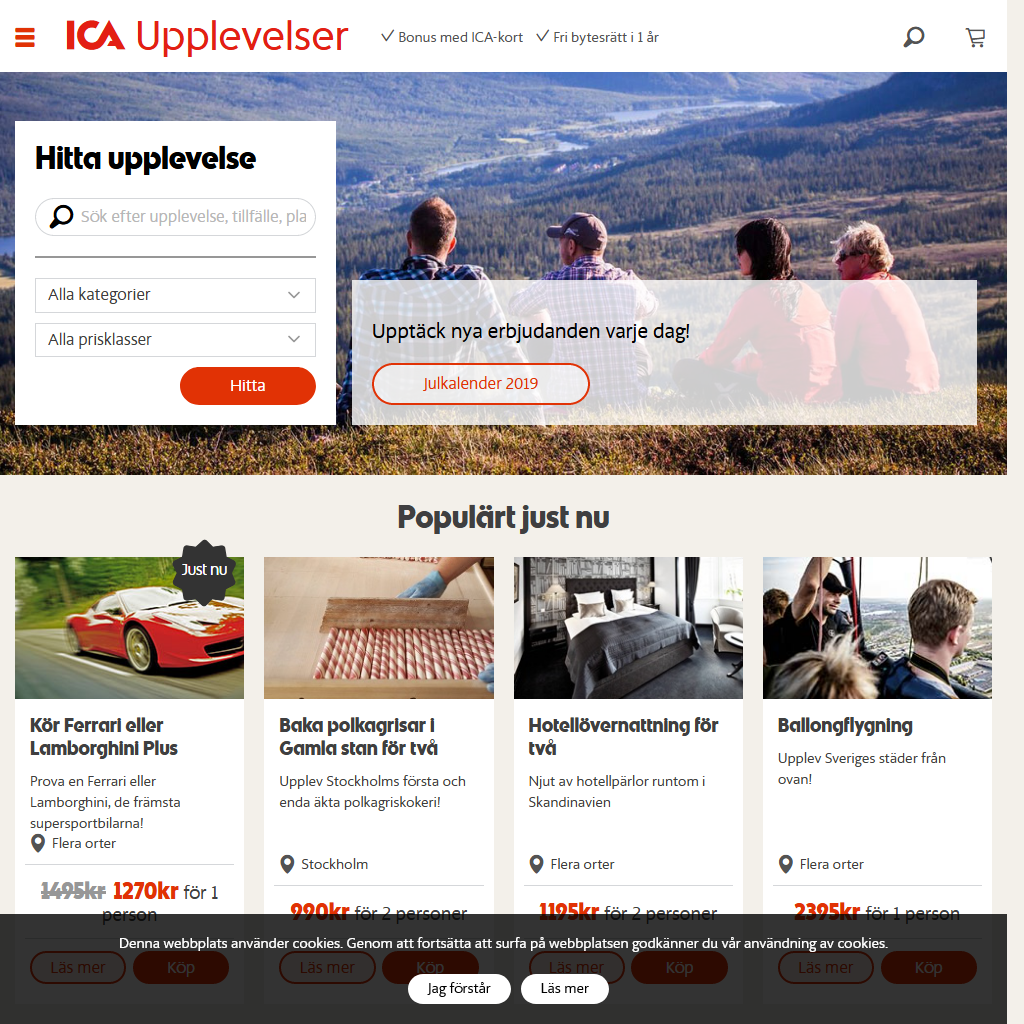 ICA Upplevelser
Bonus med ICA-kort
Fri bytesrätt i 1 år
Hitta upplevelse
Sök efter upplevelse, tillfälle, pla
Alla kategorier
Alla prisklasser
Hitta
Upptäck nya erbjudanden varje dag!
Julkalender 2019
Populärt just nu
Just nu
Kör Ferrari eller
Lamborghini Plus
Prova en Ferrari eller
Lamborghini, de främsta
supersportbilarna!
Flera orter
1495kr 1270kr för 1
person
Läs mer
Köp
Baka polkagrisar i
Gamla stan för två
Upplev Stockholms första och
enda äkta polkagriskokeri!
Stockholm
990kr för 2 personer
Läs mer
Köp
Hotellövernattning för
två
Njut av hotellpärlor runtom i
Skandinavien
Flera orter
1195kr för 2 personer
Läs mer
Köp
Ballongflygning
Upplev Sveriges städer från
ovan!
Flera orter
2395kr för 1 person
Läs mer
Köp
Denna webbplats använder cookies. Genom att fortsätta att surfa på webbplatsen godkänner du vår användning av cookies.
Jag förstår
Läs mer